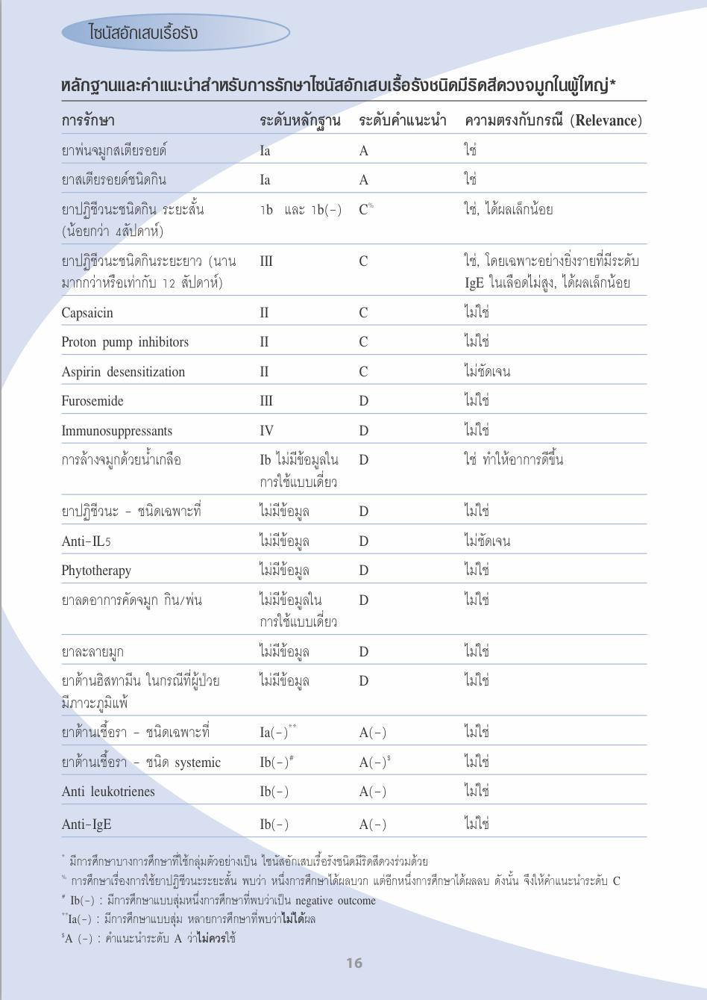 ไซนัสอักเสบเรื้อรัง
หลักฐานและคำแนะนำสำหรับการรักษาไซนัสอักเสบเรื้อรังชนิดมีริดสีดวงจมูกในผู้ใหญ่*
การรักษา ระดับหลักฐาน ระดับคำแนะนำ ความตรงกับกรณี (Relevance)
ยาพ่นจมูกสเตียรอยด์ Ia A ใช่
ยาสเตียรอยด์ชนิดกิน Ia A ใช่
ยาปฏิชีวนะชนิดกิน ระยะสั้น 1b และ 1b(-) C% ใช่, ได้ผลเล็กน้อย
(น้อยกว่า 4สัปดาห์)
ยาปฏิชีวนะชนิดกินระยะยาว (นาน III C ใช่, โดยเฉพาะอย่างยิ่งรายที่มีระดับ
มากกว่าหรือเท่ากับ 12 สัปดาห์) IgE ในเลือดไม่สูง, ได้ผลเล็กน้อย
Capsaicin II C ไม่ใช่
Proton pump inhibitors II C ไม่ใช่
Aspirin desensitization II C ไม่ชัดเจน
Furosemide III D ไม่ใช่
Immunosuppressants IV D ไม่ใช่
การล้างจมูกด้วยน้ำเกลือ Ib ไม่มีข้อมูลใน D ใช่ ทำให้อาการดีขึ้น
การใช้แบบเดี่ยว
ยาปฏิชีวนะ - ชนิดเฉพาะที่ ไม่มีข้อมูล D ไม่ใช่
Anti-IL5 ไม่มีข้อมูล D ไม่ชัดเจน
Phytotherapy ไม่มีข้อมูล D ไม่ใช่
ยาลดอาการคัดจมูก กิน/พ่น ไม่มีข้อมูลใน D ไม่ใช่
การใช้แบบเดี่ยว
ยาละลายมูก ไม่มีข้อมูล D ไม่ใช่
ยาต้านฮิสทามีน ในกรณีที่ผู้ป่วย ไม่มีข้อมูล D ไม่ใช่
มีภาวะภูมิแพ้
ยาต้านเชื้อรา - ชนิดเฉพาะที่ Ia(-)** A(-) ไม่ใช่
ยาต้านเชื้อรา - ชนิด systemic Ib(-)# A(-)$ ไม่ใช่
Anti leukotrienes Ib(-) A(-) ไม่ใช่
Anti-IgE Ib(-) A(-) ไม่ใช่
* มีการศึกษาบางการศึกษาที่ใช้กลุ่มตัวอย่างเป็น ไซนัสอักเสบเรื้อรังชนิดมีริดสีดวงร่วมด้วย
% การศึกษาเรื่องการใช้ยาปฏิชีวนะระยะสั้น พบว่า หนึ่งการศึกษาได้ผลบวก แต่อีกหนึ่งการศึกษาได้ผลลบ ดังนั้น จึงให้คำแนะนำระดับ C
# Ib(-) : มีการศึกษาแบบสุ่มหนึ่งการศึกษาที่พบว่าเป็น negative outcome
**Ia(-) : มีการศึกษาแบบสุ่ม หลายการศึกษาที่พบว่าไม่ได้ผล
$A (-) : คำแนะนำระดับ A ว่าไม่ควรใช้
16